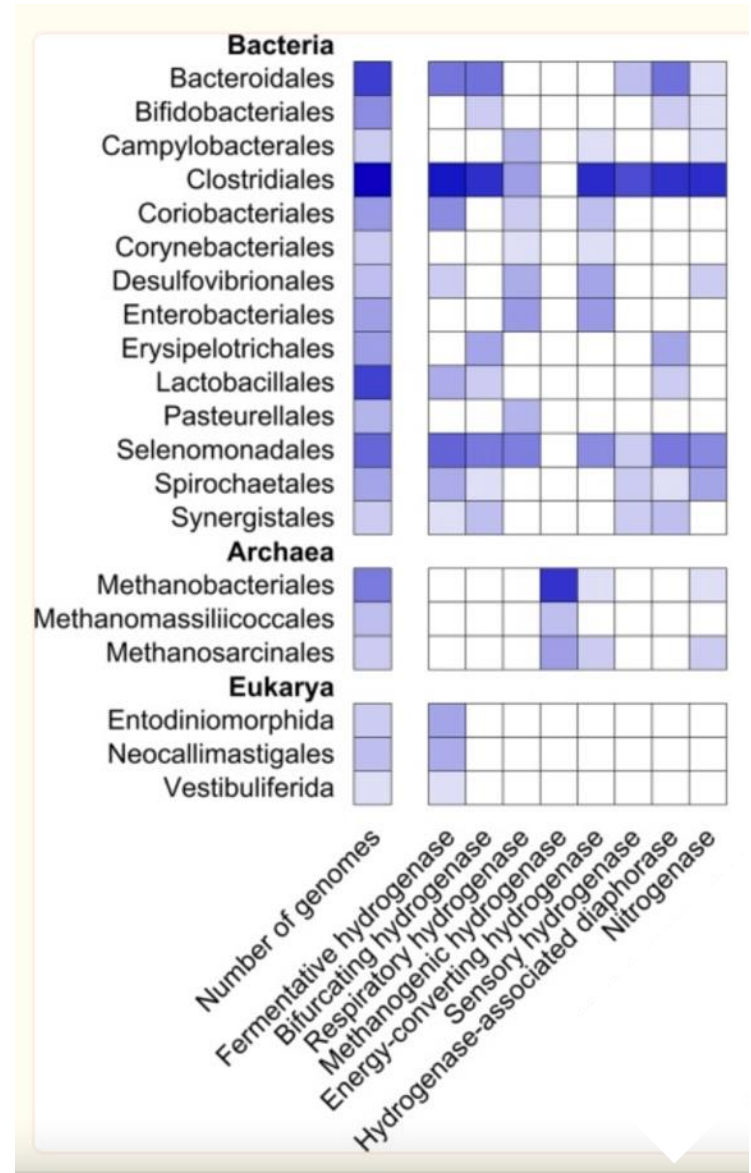 Bacteria
Bacteroidales
Bifidobacteriales
Campylobacterales
Clostridiales
Coriobacteriales
Corynebacteriales
Desulfovibrionales
Enterobacteriales
Erysipelotrichales
Lactobacillales
Pasteurellales
Selenomonadales
Spirochaetales
Synergistales
Archaea
Methanobacteriales
Methanomassiliicoccales
Methanosarcinales
Eukarya
Entodiniomorphida
Neocallimastigales
Vestibuliferida
Number of genomes
Fermentative hydrogenase
Bifurcating hydrogenase
Respiratory hydrogenase
Methanogenic hydrogenase
Energy-converting hydrogenase
Sensory hydrogenase
Hydrogenase-associated diaphorase
Nitrogenase